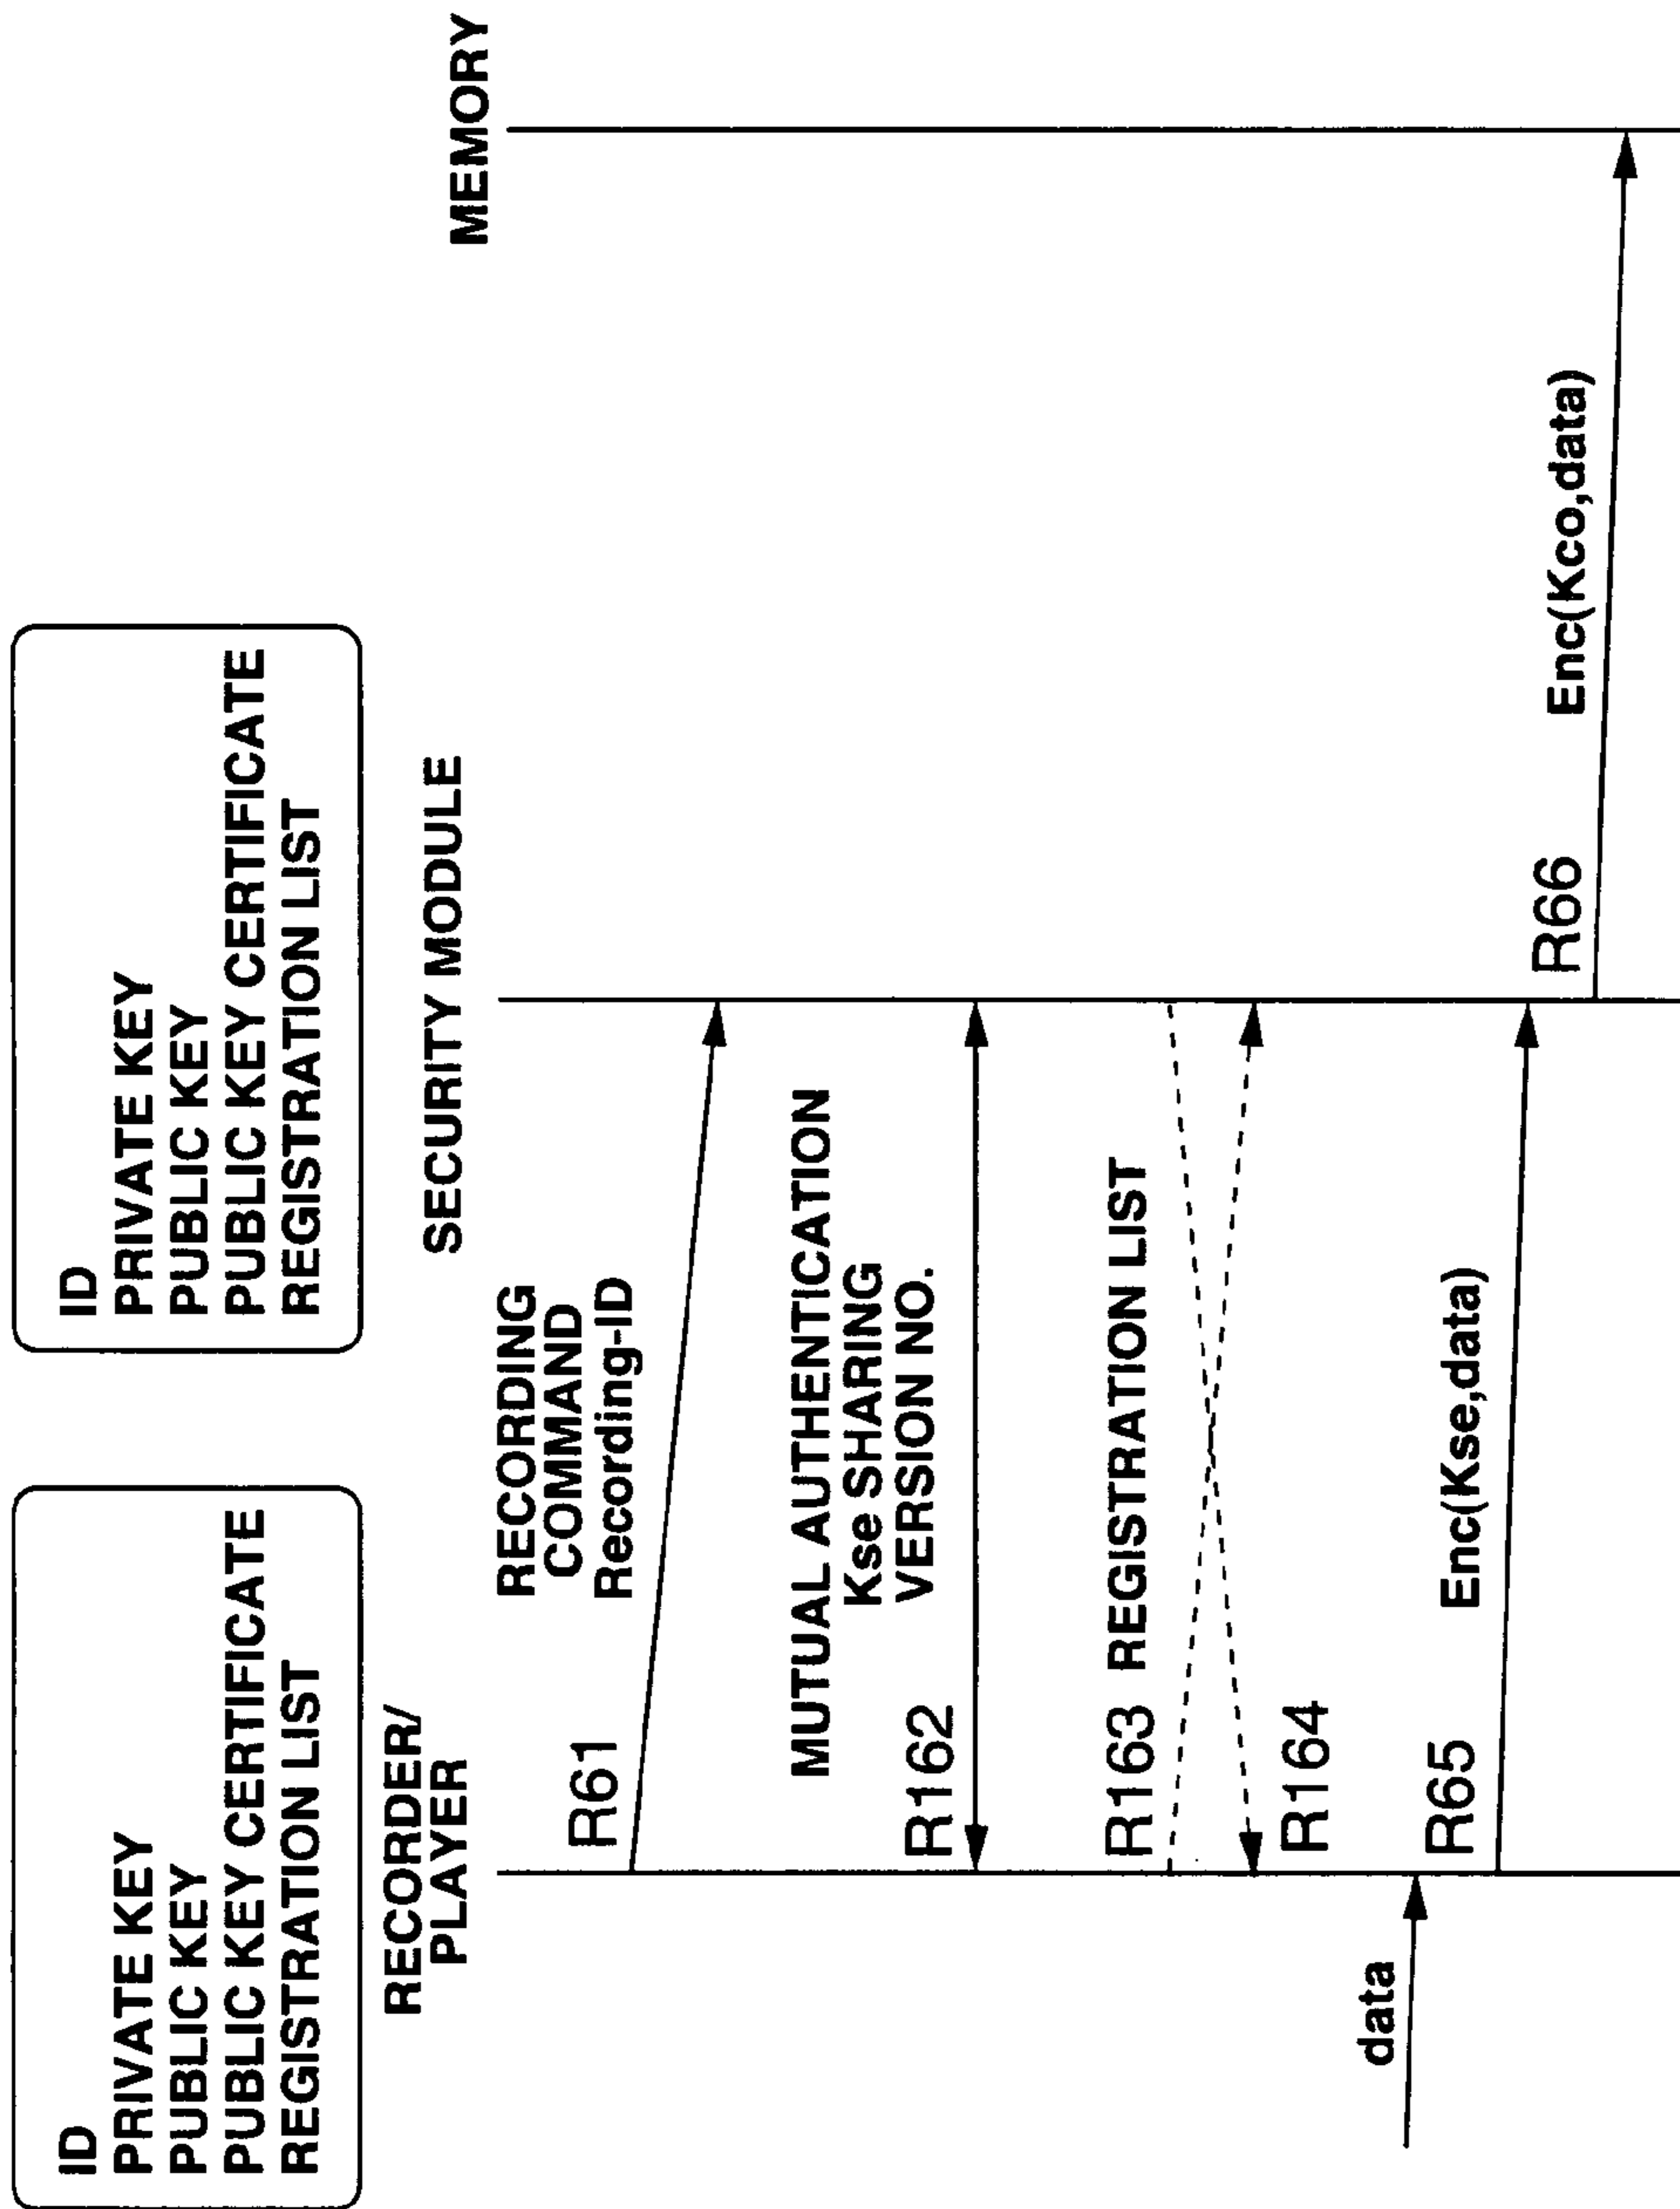 ID
PRIVATE KEY
PUBLIC KEY
PUBLIC KEY CERTIFICATE
REGISTRATION LIST
ID
PRIVATE KEY
PUBLIC KEY
PUBLIC KEY CERTIFICATE
REGISTRATION LIST
RECORDER/
PLAYER
SECURITY MODULE
MEMORY
RECORDING
COMMAND
Recording-ID
R61
MUTUAL AUTHENTICATION
Kse SHARING
VERSION NO.
R162
R163 REGISTRATION LIST
R164
data
R65
Enc(Kse,data)
R66
Enc(Kco,data)